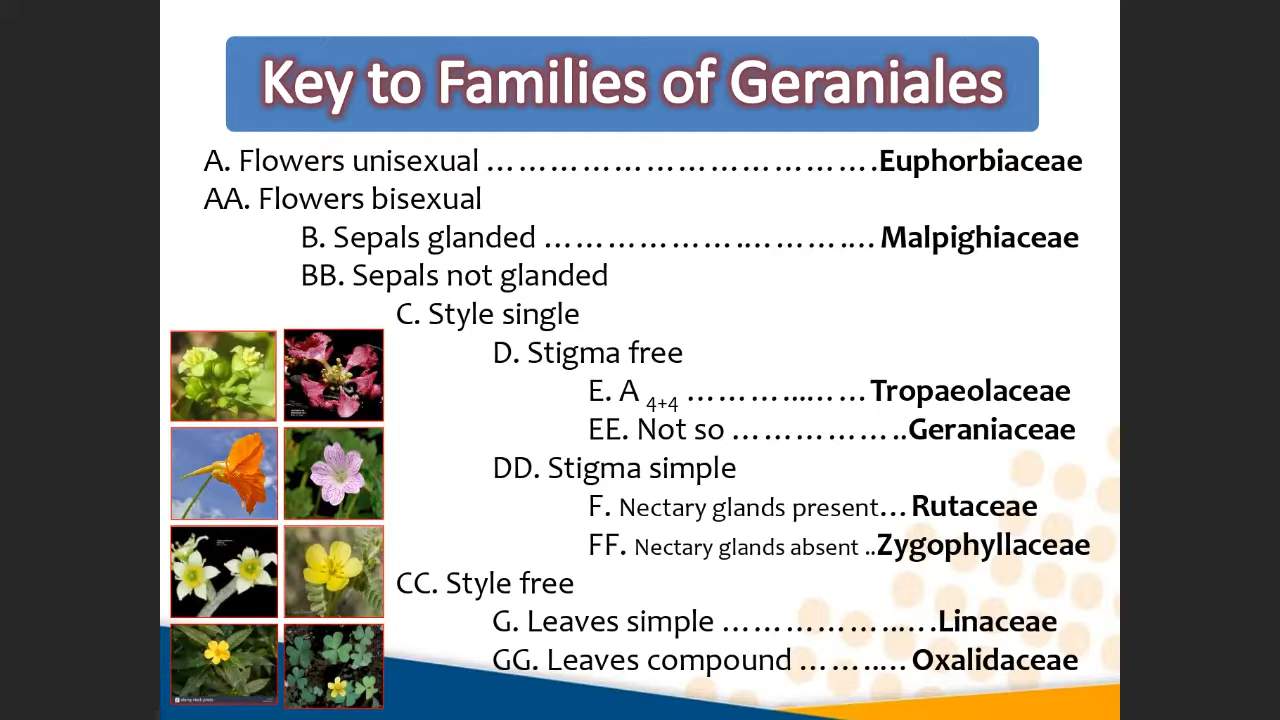 Key to Families of Geraniales
A. Flowers unisexual ……………………………….Euphorbiaceae
AA. Flowers bisexual
B. Sepals glanded ……………….……….… Malpighiaceae
BB. Sepals not glanded
C. Style single
D. Stigma free
E. A 4+4 ………...…… Tropaeolaceae
EE. Not so ……………..Geraniaceae
DD. Stigma simple
F. Nectary glands present… Rutaceae
FF. Nectary glands absent ..Zygophyllaceae
CC. Style free
G. Leaves simple ……………..….Linaceae
GG. Leaves compound ……..… Oxalidaceae